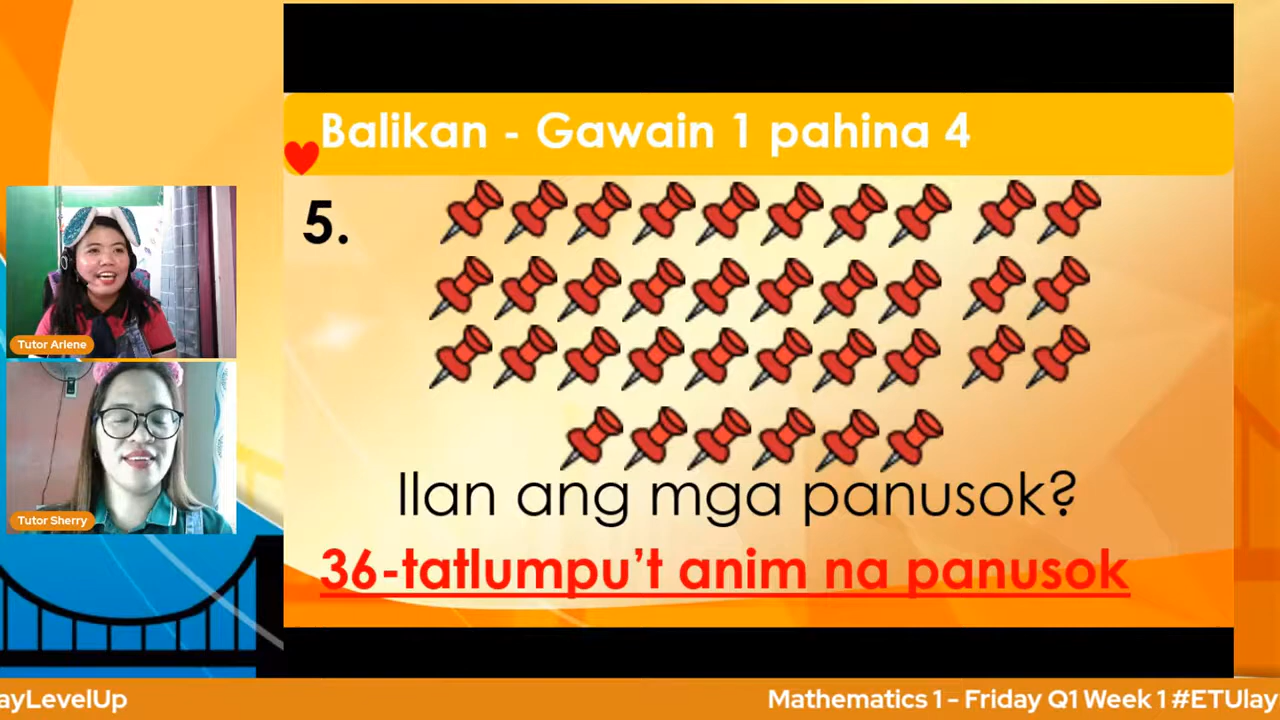 Balikan - Gawain 1 pahina 4
5.
Ilan ang mga panusok?
36-tatlumpu't anim na panusok
Tutor Arlene
Tutor Sherry
ayLevelUp
Mathematics 1 - Friday Q1 Week 1 #ETUlay